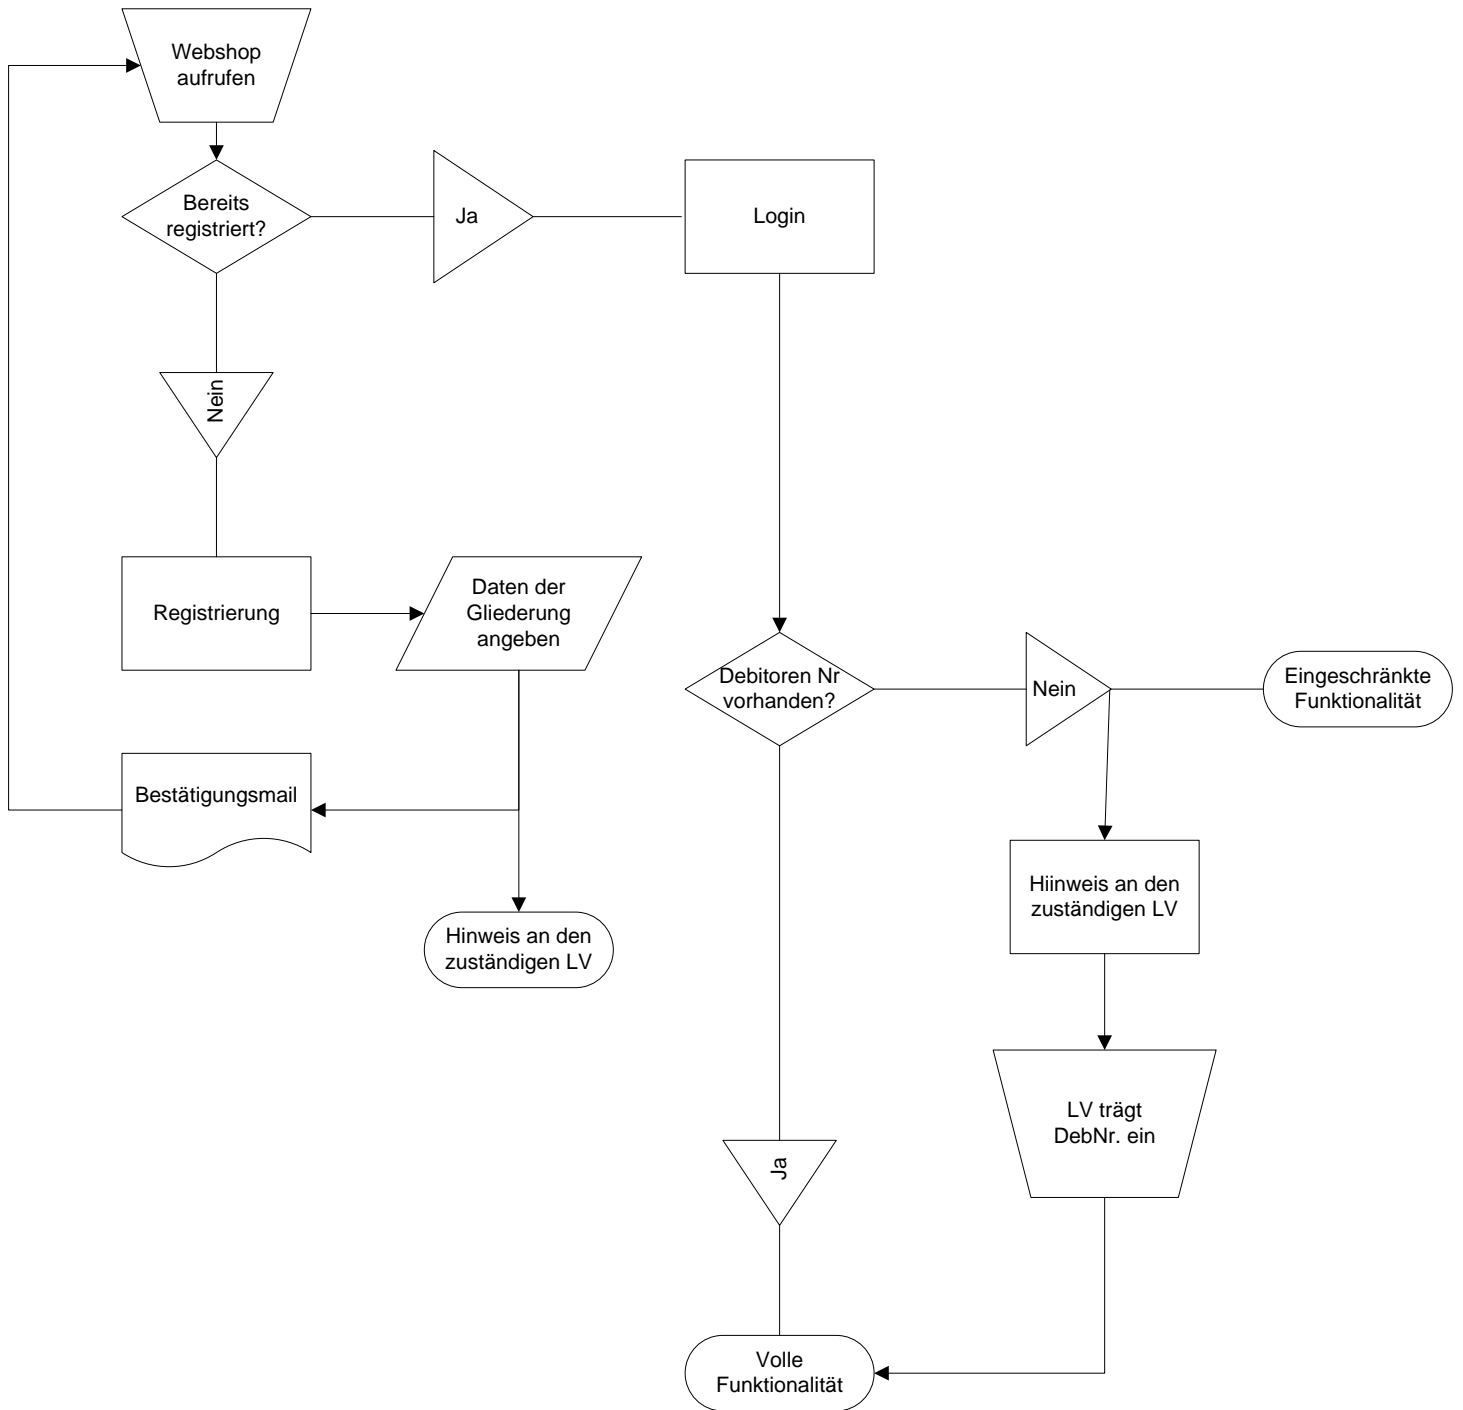 Webshop
aufrufen
Bereits
registriert?
Ja
Login
Nein
Registrierung
Daten der
Gliederung
angeben
Bestätigungsmail
Hinweis an den
zuständigen LV
Debitoren Nr
vorhanden?
Nein
Eingeschränkte
Funktionalität
Hiinweis an den
zuständigen LV
LV trägt
DebNr. ein
Ja
Volle
Funktionalität